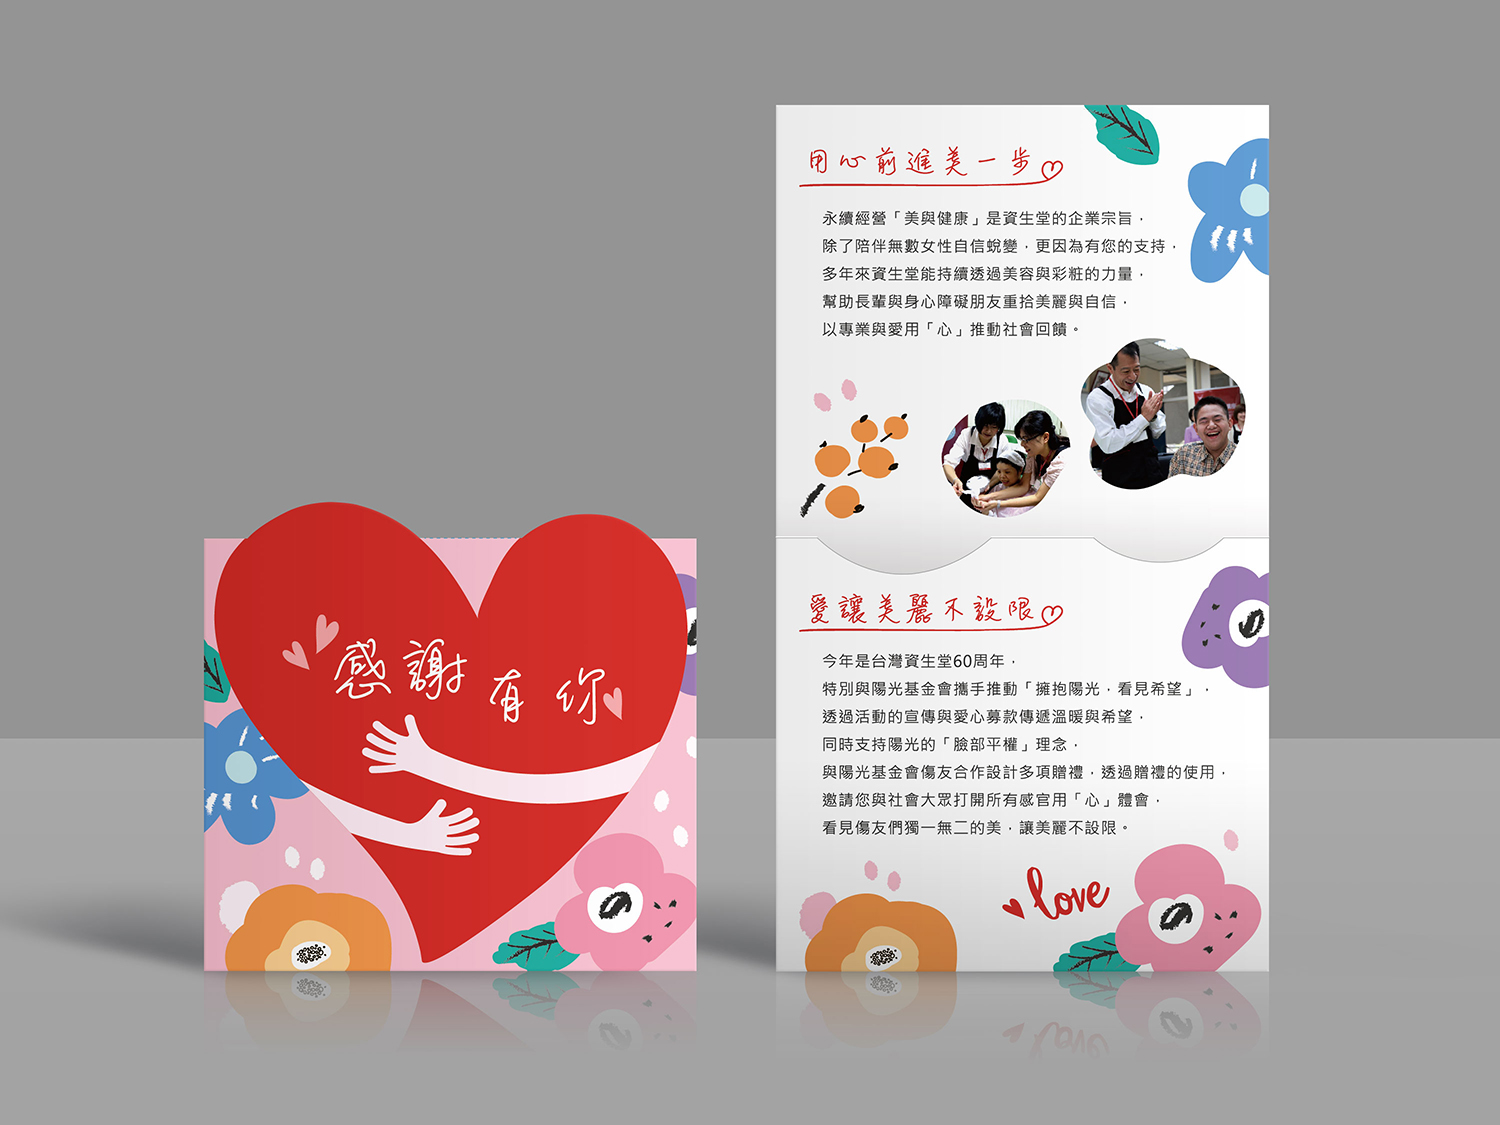 感謝有你
用心前進美一步
永續經營「美與健康」是資生堂的企業宗旨，
除了陪伴無數女性自信蛻變，更因為有您的支持，
多年來資生堂能持續透過美容與彩粧的力量，
幫助長輩與身心障礙朋友重拾美麗與自信，
以專業與愛用「心」推動社會回饋。
愛讓美麗不設限
今年是台灣資生堂60周年，
特別與陽光基金會攜手推動「擁抱陽光，看見希望」，
透過活動的宣傳與愛心募款傳遞溫暖與希望，
同時支持陽光的「臉部平權」理念，
與陽光基金會傷友合作設計多項贈禮，透過贈禮的使用，
邀請您與社會大眾打開所有感官用「心」體會，
看見傷友們獨一無二的美，讓美麗不設限。
love